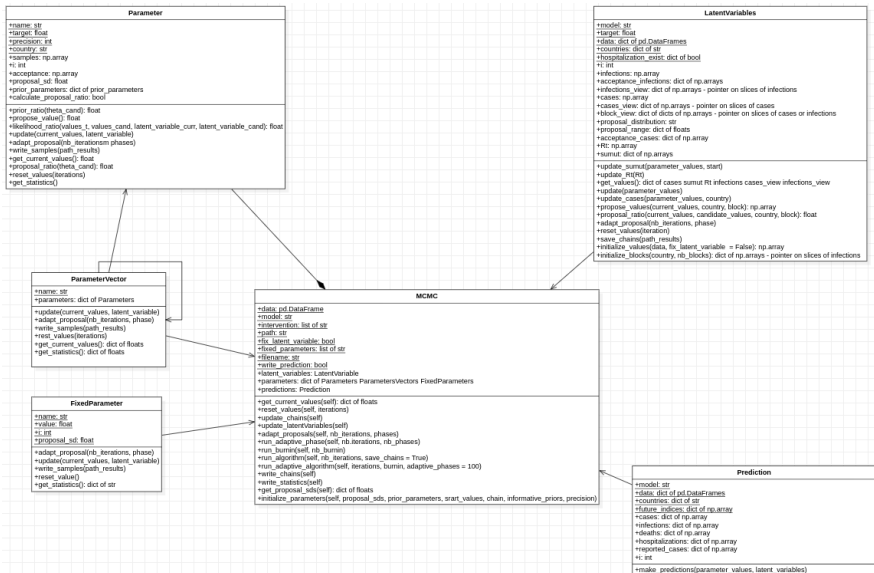 Parameter
+name: str
+target: float
+precision: int
+country: str
+samples: np.array
+i: int
+acceptance: np.array
+proposal_sd: float
+prior_parameters: dict of prior_parameters
+calculate_proposal_ratio: bool
+prior_ratio(theta_cand): float
+propose_value(): float
+likelihood_ratio(values_t, values_cand, latent_variable_curr, latent_variable_cand): float
+update(current_values, latent_variable)
+adapt_proposal(nb_iterationsm phases)
+write_samples(path_results)
+get_current_values(): float
+proposal_ratio(theta_cand): float
+reset_values(iterations)
+get_statistics()
LatentVariables
+model: str
+target: float
+data: dict of pd.DataFrames
+countries: dict of str
+hospitalization_exist: dict of bool
+i: int
+infections: np.array
+acceptance_infections: dict of np.arrays
+infections_view: dict of np.arrays - pointer on slices of infections
+cases: np.array
+cases_view: dict of np.arrays - pointer on slices of cases
+block_view: dict of dicts of np.arrays - pointer on slices of cases or infections
+proposal_distribution: str
+proposal_range: dict of floats
+acceptance_cases: dict of np.array
+Rt: np.array
+sumut: dict of np.arrays
+update_sumut(parameter_values, start)
+update_Rt(Rt)
+get_values(): dict of cases sumut Rt infections cases_view infections_view
+update(parameter_values)
+update_cases(parameter_values, country)
+propose_values(current_values, country, block): np.array
+proposal_ratio(current_values, candidate_values, country, block): float
+adapt_proposal(nb_iterations, phase)
+reset_values(iteration)
+save_chains(path_results)
+initialize_values(data, fix_latent_variable = False): np.array
+initialize_blocks(country, nb_blocks): dict of np.arrays - pointer on slices of infections
ParameterVector
+name: str
+parameters: dict of Parameters
+update(current_values, latent_variable)
+adapt_proposal(nb_iterations, phase)
+write_samples(path_results)
+rest_values(iterations)
+get_current_values(): dict of floats
+get_statistics(): dict of floats
MCMC
+data: pd.DataFrame
+model: str
+intervention: list of str
+path: str
+fix_latent_variable: bool
+fixed_parameters: list of str
+filename: str
+write_prediction: bool
+latent_variables: LatentVariable
+parameters: dict of Parameters ParametersVectors FixedParameters
+predictions: Prediction
+get_current_values(self): dict of floats
+reset_values(self, iterations)
+update_chains(self)
+update_latentVariables(self)
+adapt_proposals(self, nb_iterations, phases)
+run_adaptive_phase(self, nb.iterations, nb_phases)
+run_burnin(self, nb_burnin)
+run_algorithm(self, nb_iterations, save_chains = True)
+run_adaptive_algorithm(self, iterations, burnin, adaptive_phases = 100)
+write_chains(self)
+write_statistics(self)
+get_proposal_sds(self): dict of floats
+initialize_parameters(self, proposal_sds, prior_parameters, srart_values, chain, informative_priors, precision)
FixedParameter
+name: str
+value: float
+i: int
+proposal_sd: float
+adapt_proposal(nb_iterations, phase)
+update(current_values, latent_variable)
+write_samples(path_results)
+reset_value()
+get_statistics(): dict of str
Prediction
+model: str
+data: dict of pd.DataFrames
+countries: dict of str
+future_indices: dict of np.array
+cases: dict of np.array
+infections: dict of np.array
+deaths: dict of np.array
+hospitalizations: dict of np.array
+reported_cases: dict of np.array
+i: int
+make_predictions(parameter_values, latent_variables)